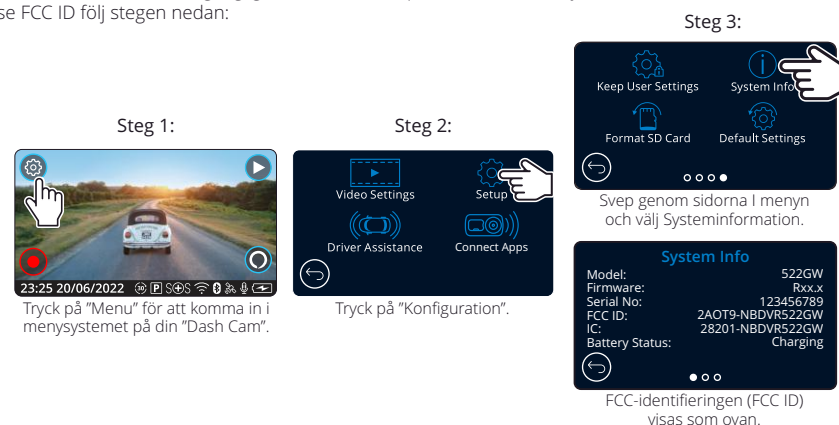 se FCC ID följ stegen nedan:
Steg 1:
23:25 20/06/2022 30 P S S
Tryck på ”Menu” för att komma in i
menysystemet på din ”Dash Cam”.
Steg 2:
Video Settings
Setup
Driver Assistance
Connect Apps
Tryck på ”Konfiguration”.
Steg 3:
Keep User Settings
System Info
Format SD Card
Default Settings
Svep genom sidorna I menyn
och välj Systeminformation.
System Info
Model: 522GW
Firmware: Rxx.x
Serial No: 123456789
FCC ID: 2AOT9-NBDVR522GW
IC: 28201-NBDVR522GW
Battery Status: Charging
FCC-identifieringen (FCC ID)
visas som ovan.